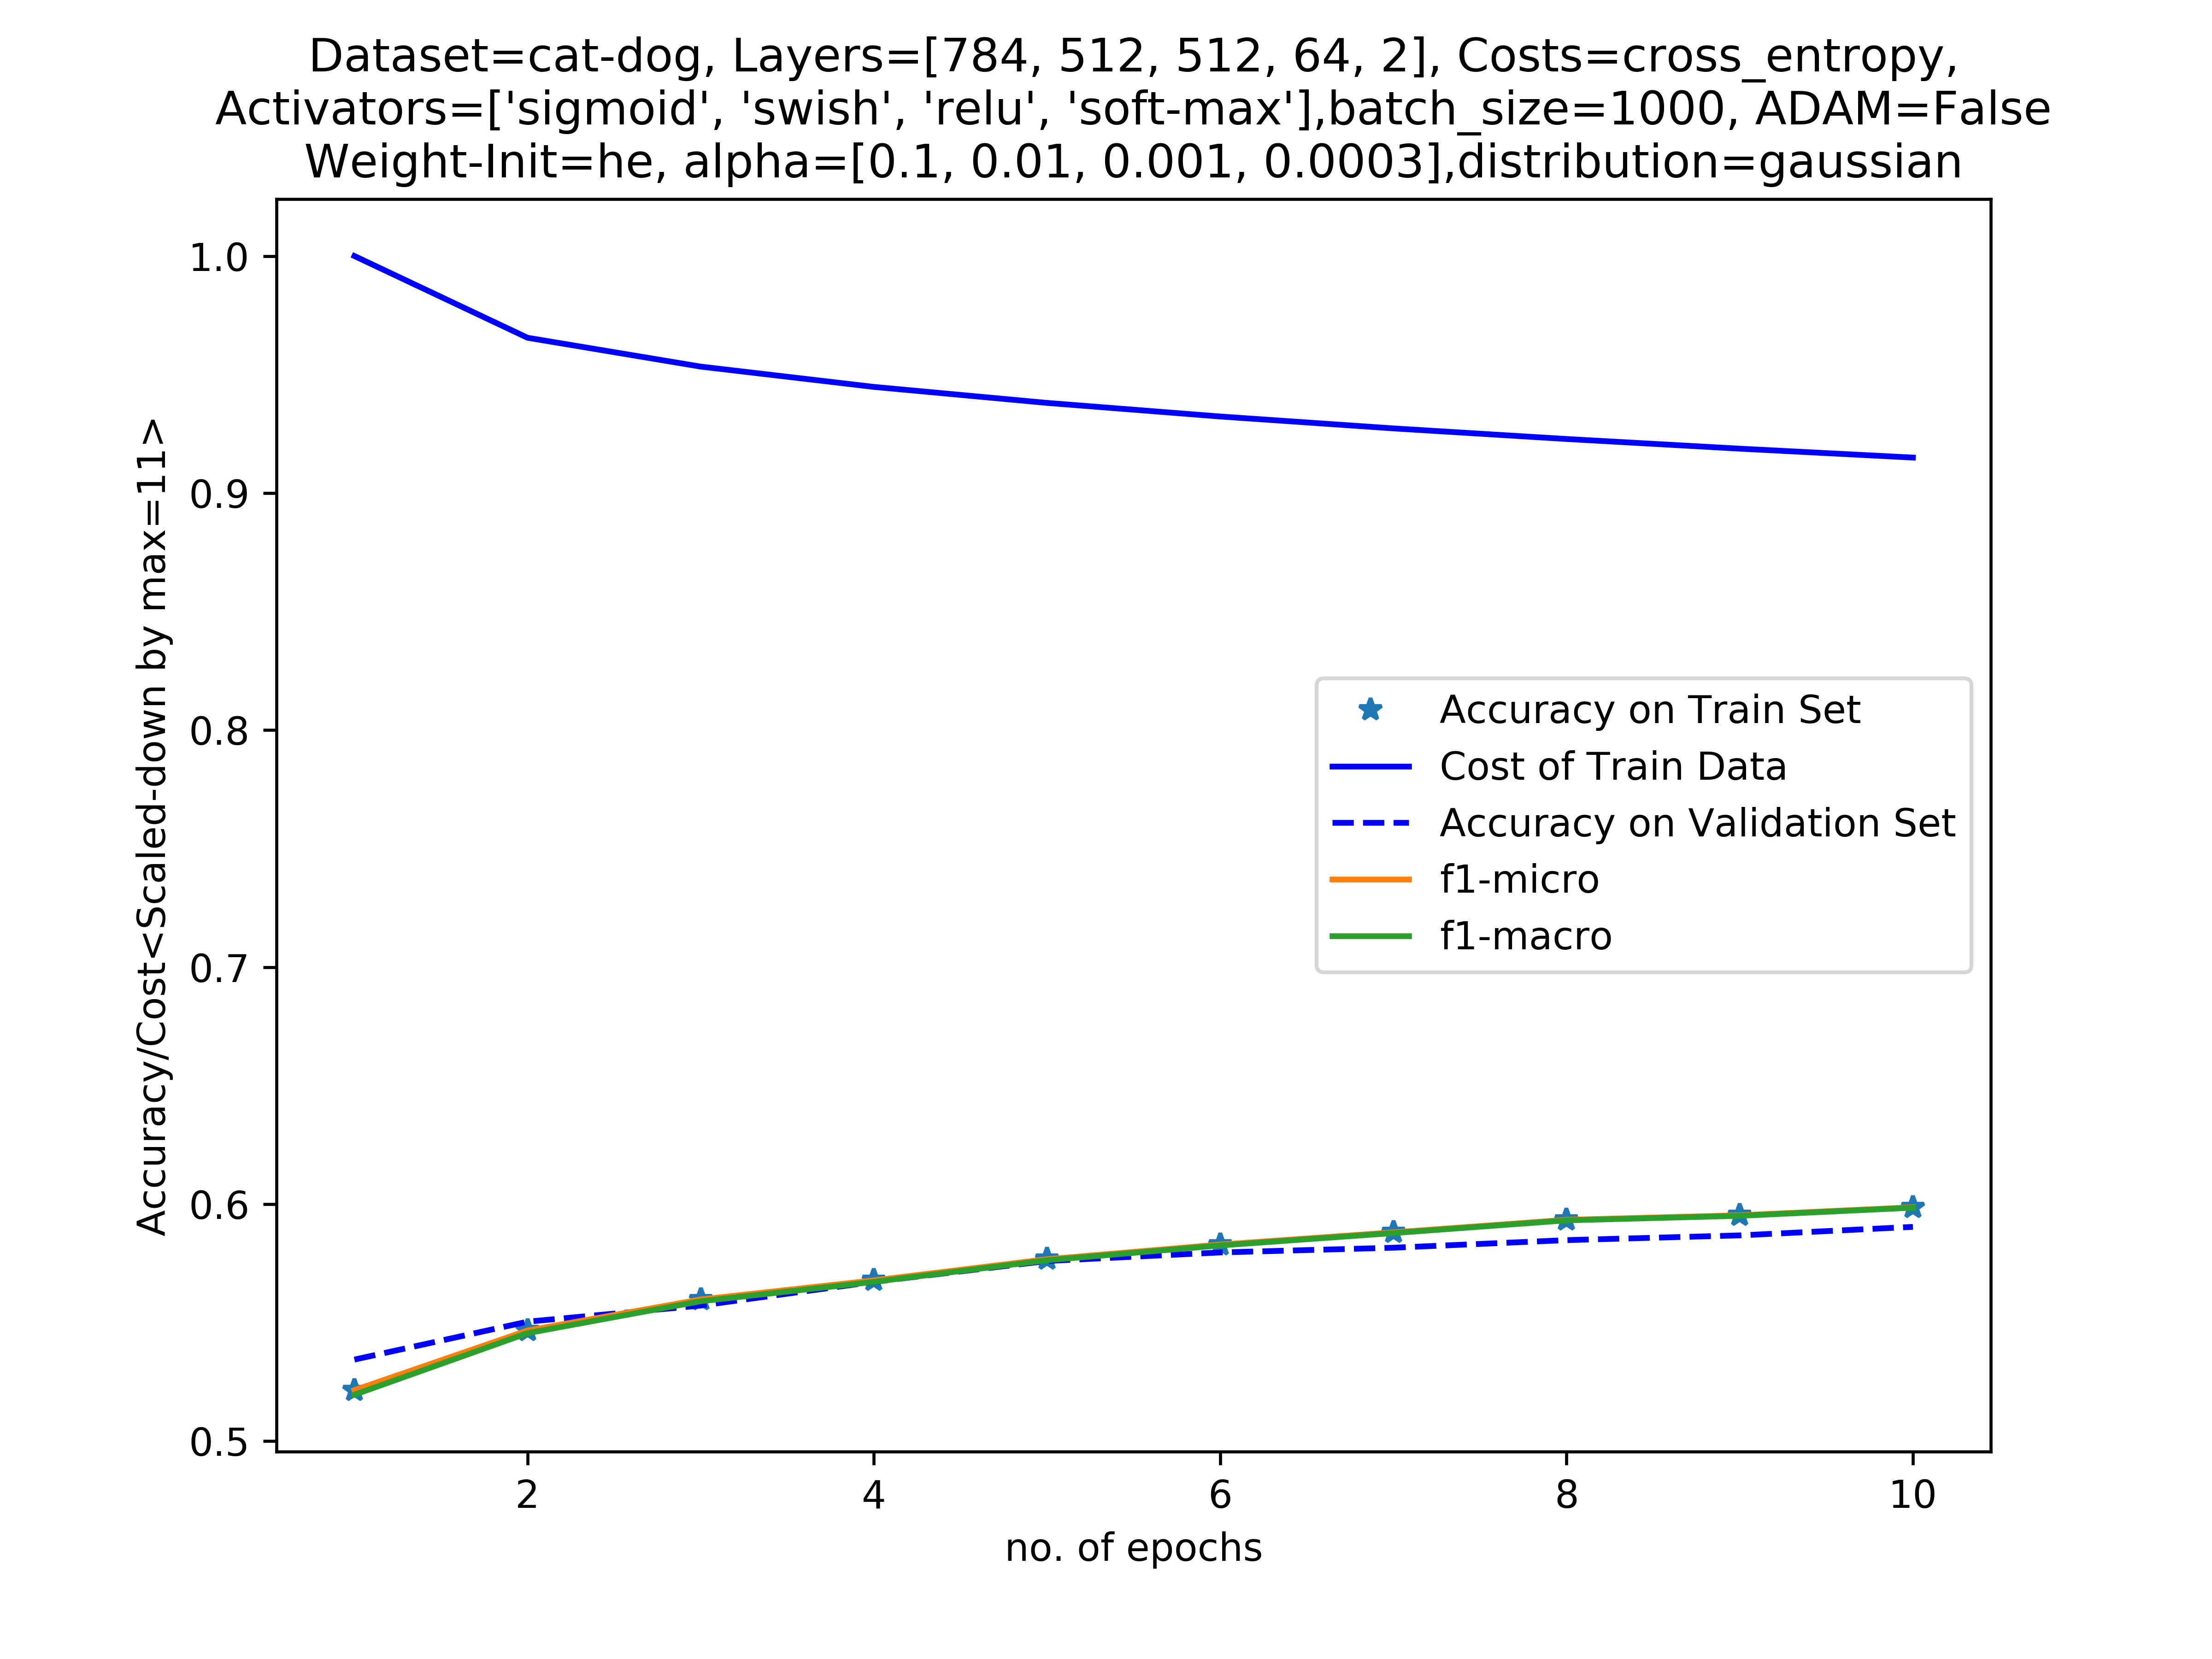 Dataset=cat-dog, Layers=[784, 512, 512, 64, 2], Costs=cross_entropy,
Activators=['sigmoid', 'swish', 'relu', 'soft-max'],batch_size=1000, ADAM=False
Weight-Init=he, alpha=[0.1, 0.01, 0.001, 0.0003],distribution=gaussian
Accuracy/Cost<Scaled-down by max=11>
1.0
0.9
0.8
0.7
0.6
0.5
Accuracy on Train Set
Cost of Train Data
Accuracy on Validation Set
f1-micro
f1-macro
2
4
6
8
10
no. of epochs